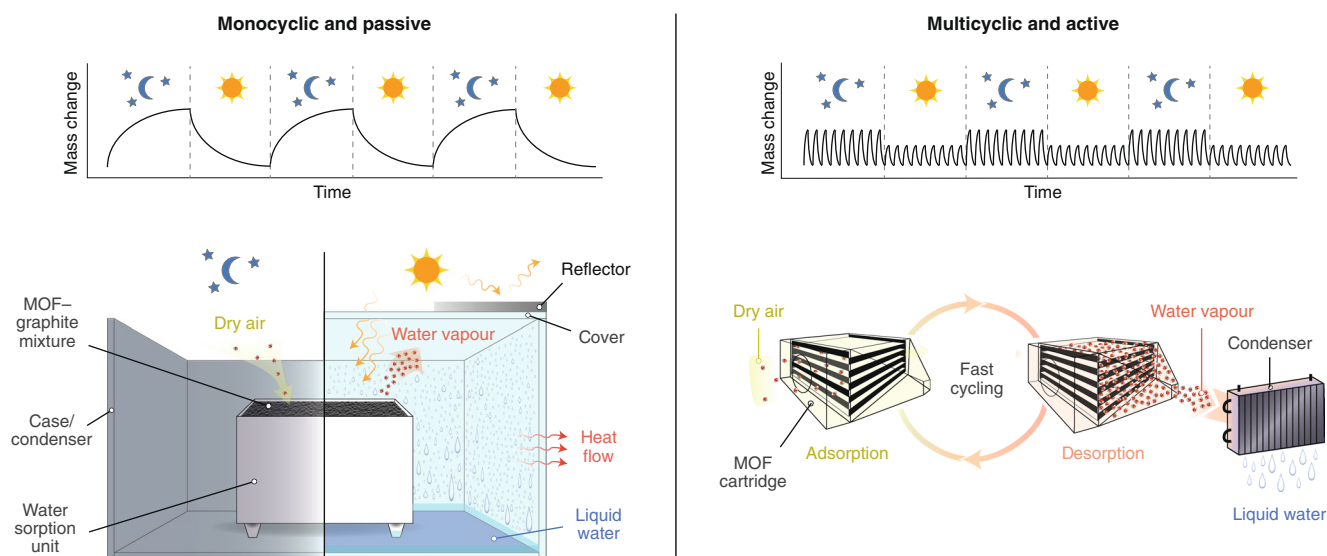 Monocyclic and passive
Mass change
Time
MOF–
graphite
mixture
Case/
condenser
Water
sorption
unit
Dry air
Water vapour
Reflector
Cover
Heat
flow
Liquid
water
Multicyclic and active
Mass change
Time
Dry air
MOF
cartridge
Adsorption
Fast
cycling
Desorption
Water vapour
Condenser
Liquid water